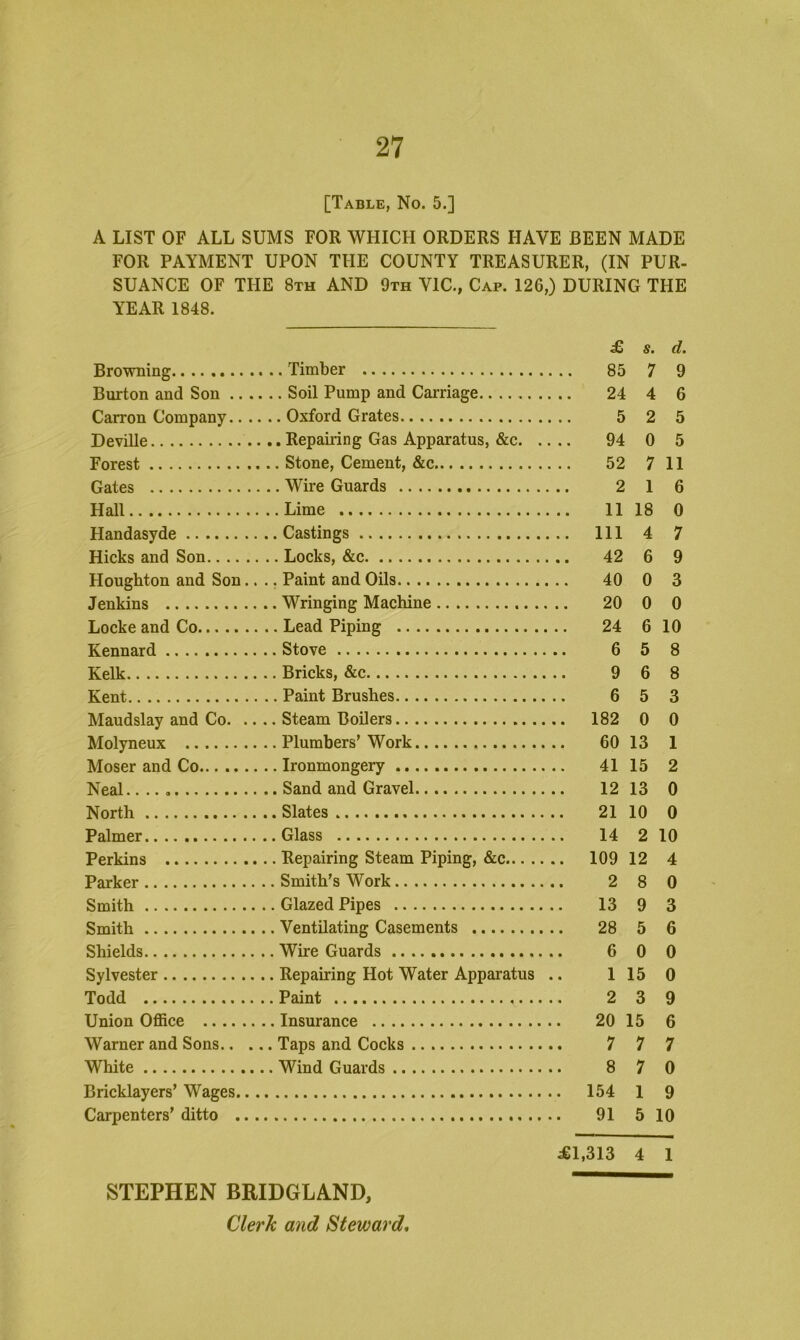 27
[Table, No. 5.]
A LIST OF ALL SUMS FOR WHICH ORDERS HAVE BEEN MADE
FOR PAYMENT UPON THE COUNTY TREASURER, (IN PUR-
SUANCE OF THE 8th AND 9th VIC., Cap. 126,) DURING THE
YEAR 1848.
£ s. d.
Browning............ Timber .................... 85 7 9
Burton and Son ...... Soil Pump and Carriage.......... 24 4 6
Carron Company...... Oxford Grates.................. 5 2 5
Deville.............. Repairing Gas Apparatus, &c. .... 94 0 5
Forest .............. Stone, Cement, &c............... 52 7 11
Gates .............. Wire Guards .................. 2 1 6
Hall................ Lime ........................ 11 18 0
Handasyde .......... Castings ...................... 111 4 7
Hicks and Son........ Locks, &c. .................... 42 6 9
Houghton and Son.... Paint and Oils.................. 40 0 3
Jenkins ............ Wringing Machine .............. 20 0 0
Locke and Co......... Lead Piping .................. 24 6 10
Kennard ............ Stove ........................ 6 5 8
Kelk................ Bricks, &c..................... 9 6 8
Kent................ Paint Brushes.................. 6 5 3
Maudslay and Co. .... Steam Boilers.................. 182 0 0
Molyneux .......... Plumbers' Work................ 60 13 1
Moser and Co......... Ironmongery .................. 41 15 2
Neal................ Sand and Gravel................ 12 13 0
North .............. Slates ........................ 21 10 0
Palmer.............. Glass ........................ 14 2 10
Perkins ............ Repairing Steam Piping, &c....... 109 12 4
Parker .............. Smith's Work.................. 2 8 0
Smith .............. Glazed Pipes .................. 13 9 3
Smith .............. Ventilating Casements .......... 28 5 6
Shields.............. Wire Guards .................. 6 0 0
Sylvester ............ Repairing Hot Water Apparatus .. 1 15 0
Todd .............. Paint ........................ 2 3 9
Union Office ........ Insurance .................... 20 15 6
Warner and Sons.. ... Taps and Cocks ................ 7 7 7
White .............. Wind Guards .................. 8 7 0
Bricklayers' Wages.................................. 154 1 9
Carpenters' ditto .................................. 91 5 10
£1,313 4 1
STEPHEN BRIDGLAND,
Clerk and Steward.